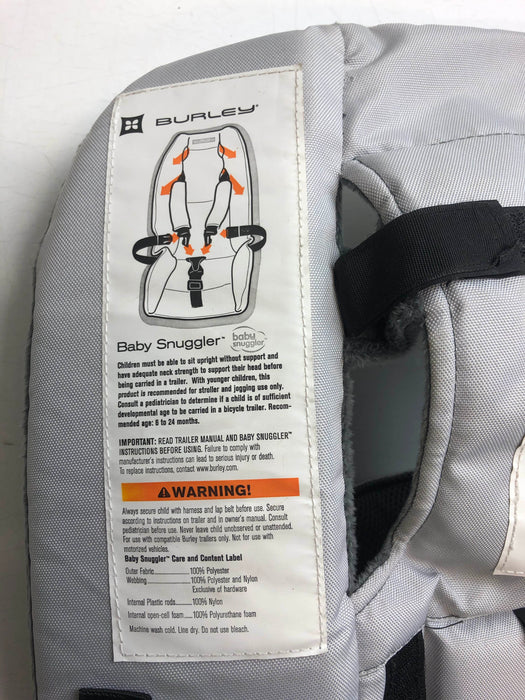 BURLEY
Baby Snuggler™ baby snuggler™
Children must be able to sit upright without support and
have adequate neck strength to support their head before
being carried in a trailer. With younger children, this
product is recommended for stroller and jogging use only.
Consult a pediatrician to determine if a child is of sufficient
developmental age to be carried in a bicycle trailer. Recom-
mended age: 6 to 24 months.
IMPORTANT: READ TRAILER MANUAL AND BABY SNUGGLER™
INSTRUCTIONS BEFORE USING. Failure to comply with
manufacturer's instructions can lead to serious injury or death.
To replace instructions, contact www.burley.com.
WARNING!
Always secure child with harness and lap belt before use. Secure
according to instructions on trailer and in owner's manual. Consult
pediatrician before use. Never leave child unobserved or unattended.
For use with compatible Burley trailers only. Not for use with
motorized vehicles.
Baby Snuggler™ Care and Content Label
Outer Fabric..............100% Polyester
Webbing....................100% Polyester and Nylon
Exclusive of hardware
Internal Plastic rods.......100% Nylon
Internal open-cell foam....100% Polyurethane foam
Machine wash cold. Line dry. Do not use bleach.